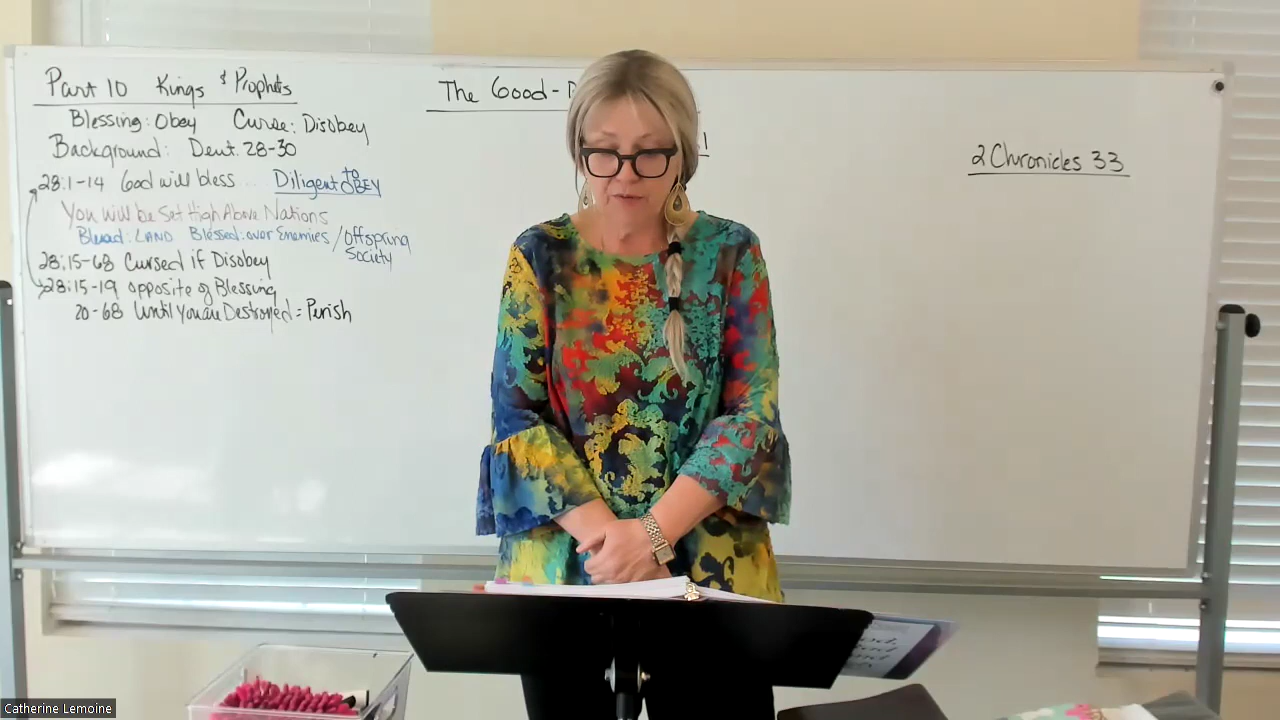 Part 10 Kings & Prophets
Blessing: Obey Curse: Disobey
Background: Deut. 28-30
28:1-14 God will bless ... Diligent to OBEY
You will be Set High Above Nations
Blessed: LAND Blessed: over Enemies / Offspring
Society
28:15-68 Cursed if Disobey
28:15-19 opposite of Blessing
20-68 Until You are Destroyed = Perish
The Good-
2 Chronicles 33
Catherine Lemoine